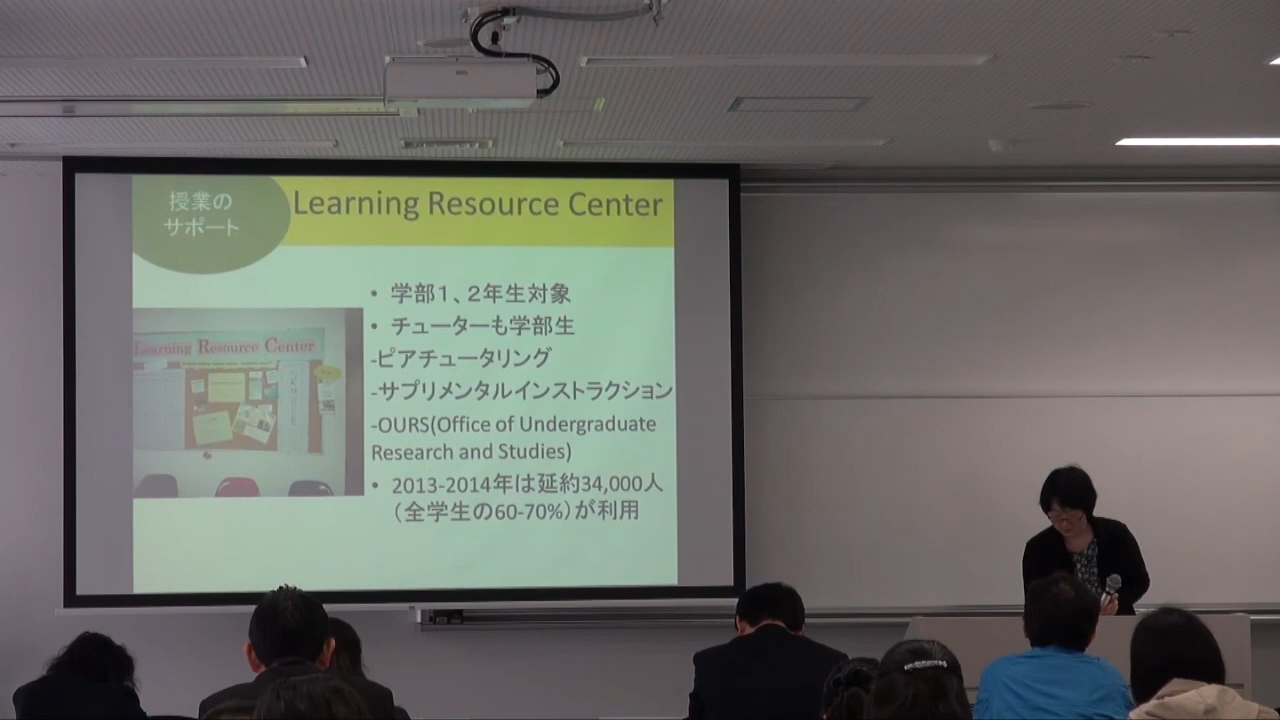 授業の
サポート
Learning Resource Center
・ 学部１、２年生対象
・ チューターも学部生
-ピアチュータリング
-サプリメンタルインストラクション
-OURS(Office of Undergraduate
Research and Studies)
・ 2013-2014年は延約34,000人
（全学生の60-70%）が利用
Learning Resource Center